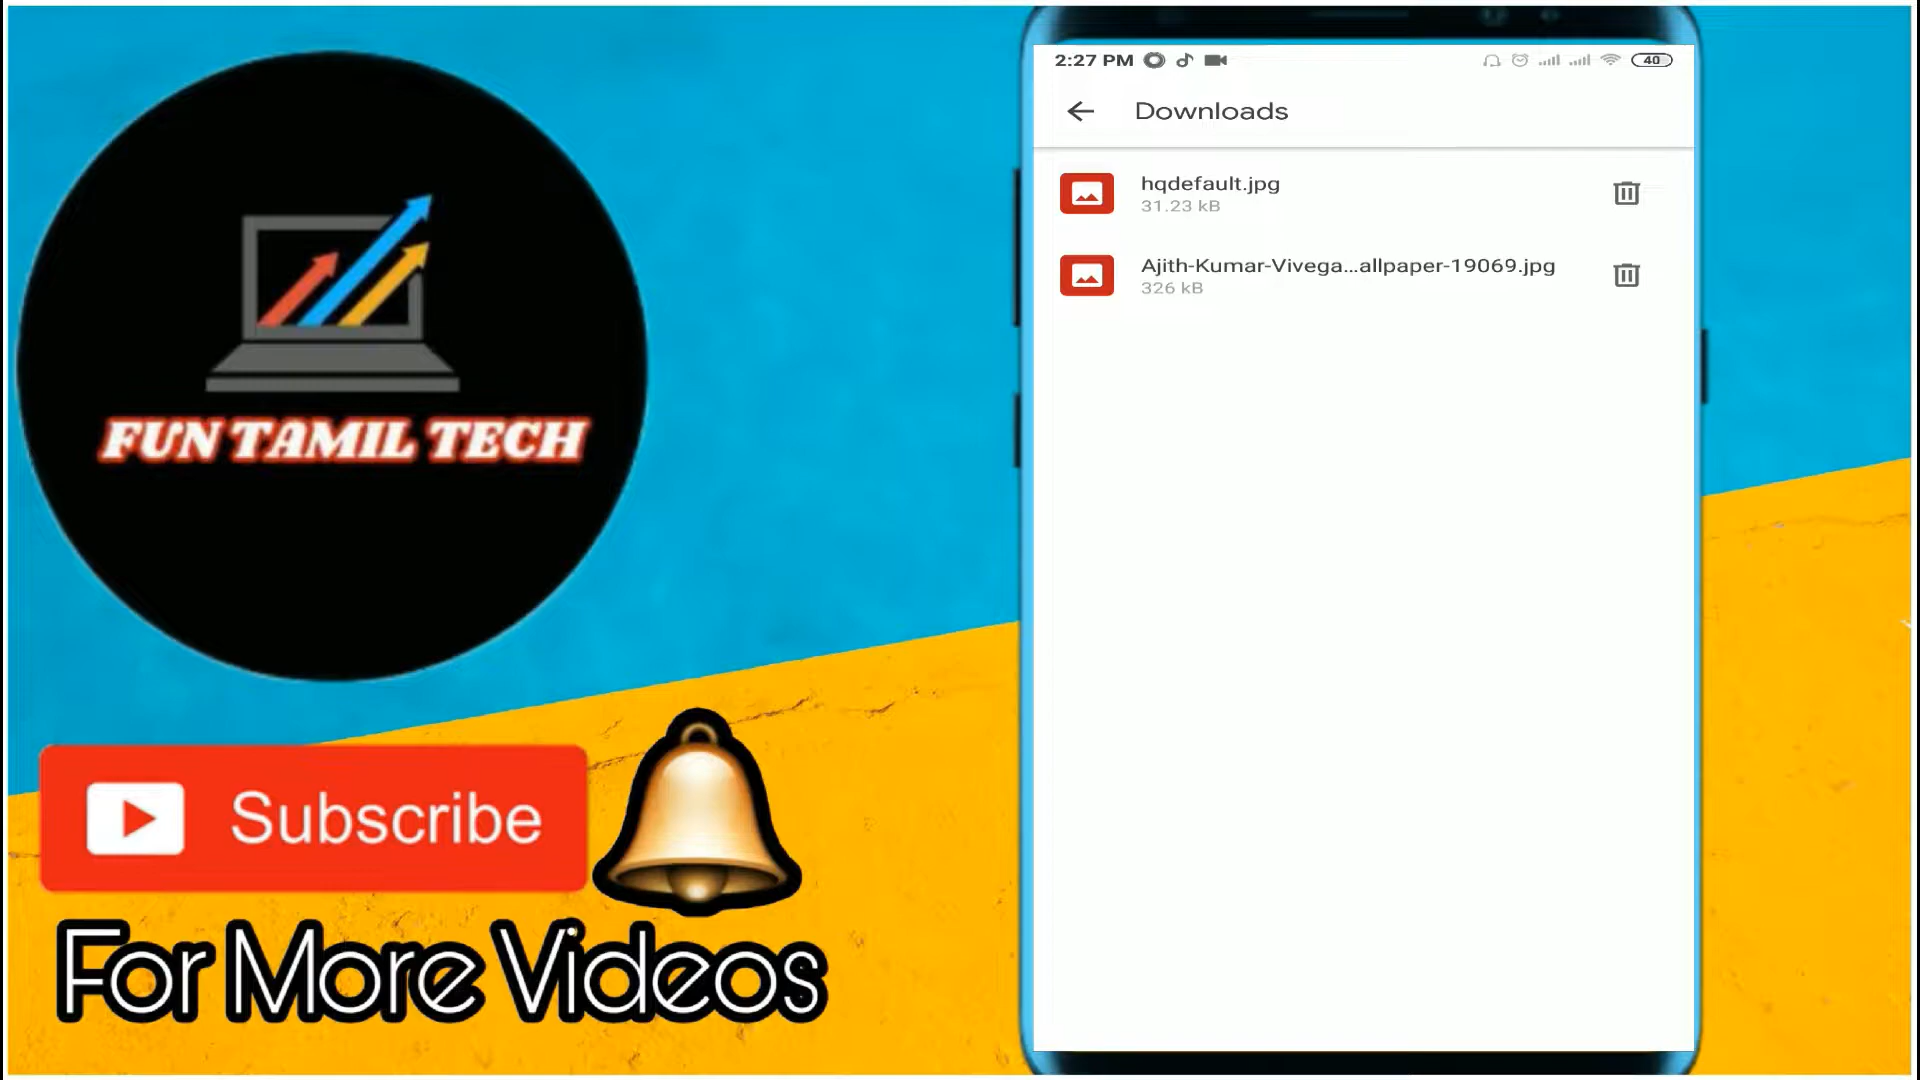 FUN TAMIL TECH
Subscribe
For More Videos
2:27 PM
40
Downloads
hqdefault.jpg
31.23 kB
Ajith-Kumar-Vivega...allpaper-19069.jpg
326 kB